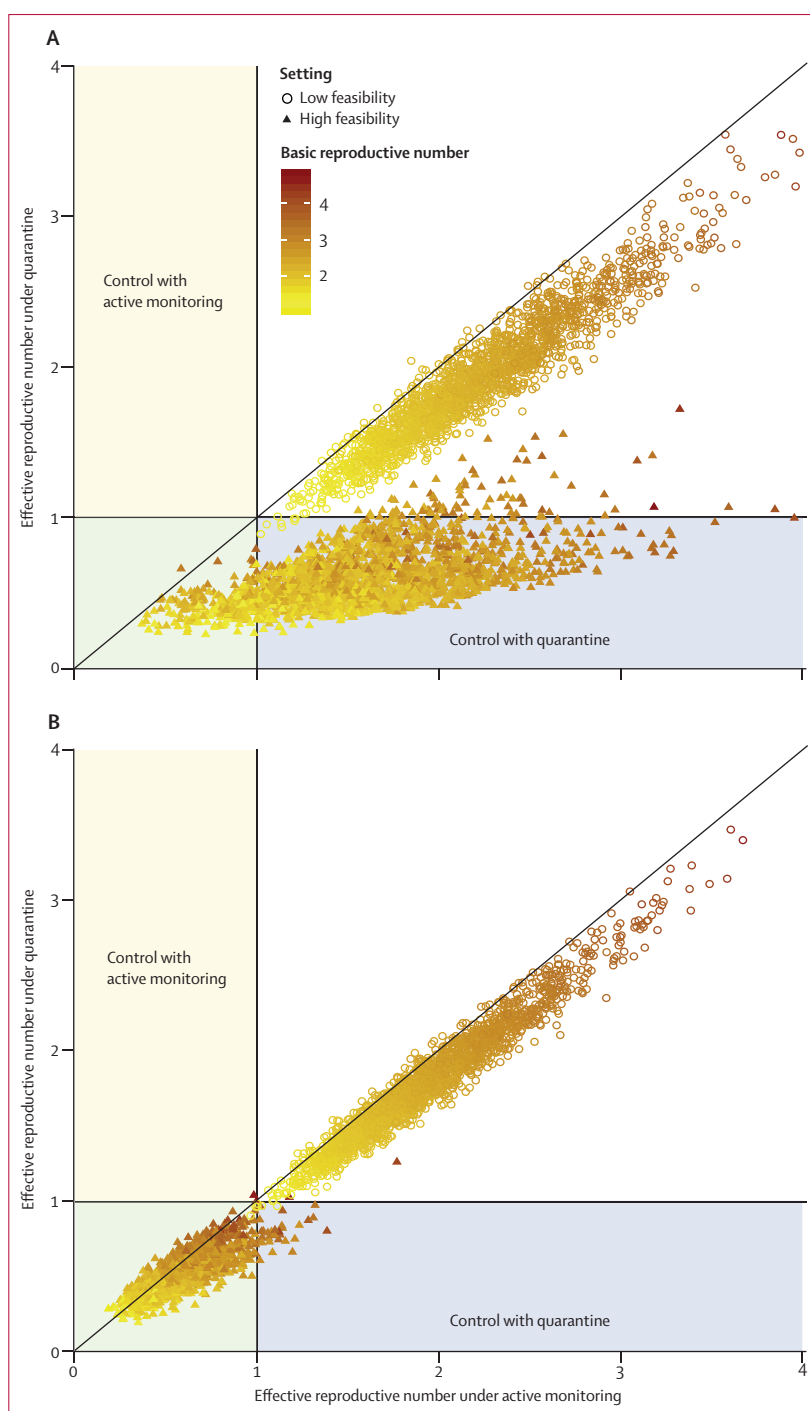 A
4
Setting
Low feasibility
High feasibility
Basic reproductive number
4
3
2
3
Control with
active monitoring
Effective reproductive number under quarantine
2
1
Control with quarantine
0
B
4
3
Control with
active monitoring
Effective reproductive number under quarantine
2
1
Control with quarantine
0
0
1
2
3
4
Effective reproductive number under active monitoring